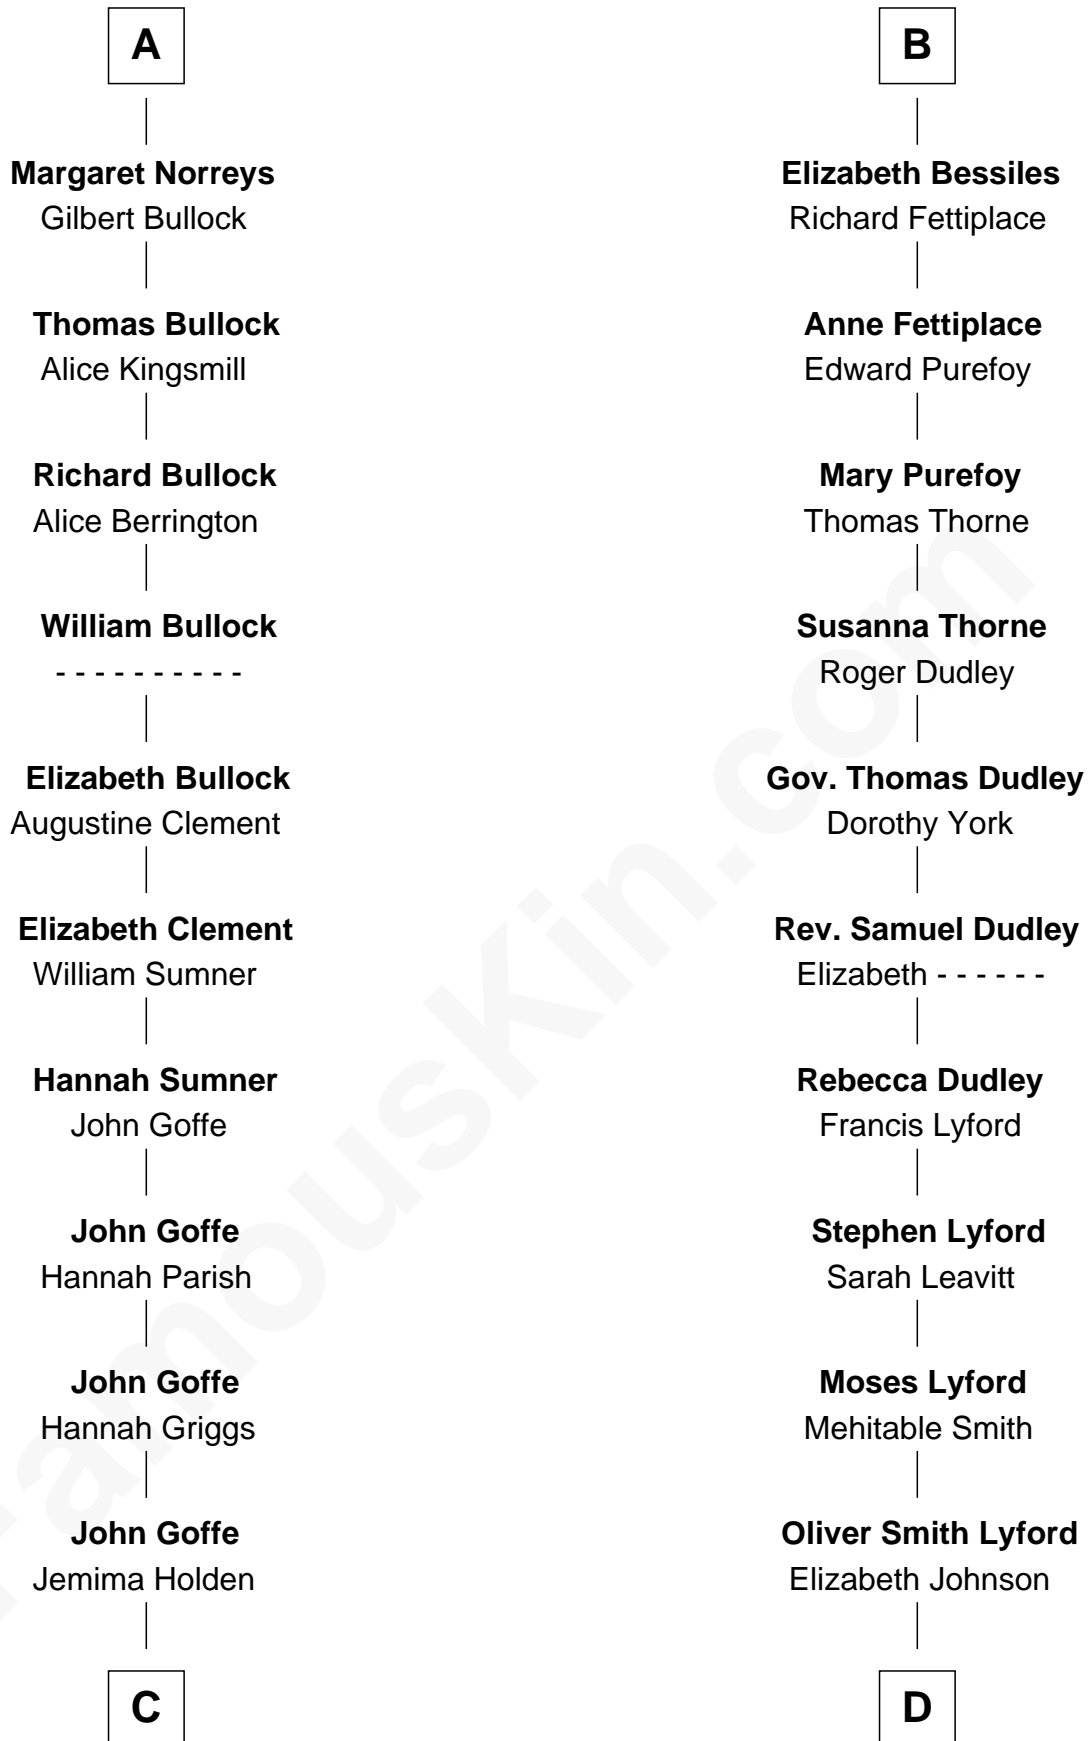 A
Margaret Norreys
Gilbert Bullock
Thomas Bullock
Alice Kingsmill
Richard Bullock
Alice Berrington
William Bullock
- - - - - - - - - -
Elizabeth Bullock
Augustine Clement
Elizabeth Clement
William Sumner
Hannah Sumner
John Goffe
John Goffe
Hannah Parish
John Goffe
Hannah Griggs
John Goffe
Jemima Holden
C
B
Elizabeth Bessiles
Richard Fettiplace
Anne Fettiplace
Edward Purefoy
Mary Purefoy
Thomas Thorne
Susanna Thorne
Roger Dudley
Gov. Thomas Dudley
Dorothy York
Rev. Samuel Dudley
Elizabeth - - - - - -
Rebecca Dudley
Francis Lyford
Stephen Lyford
Sarah Leavitt
Moses Lyford
Mehitable Smith
Oliver Smith Lyford
Elizabeth Johnson
D
FamousKin.com